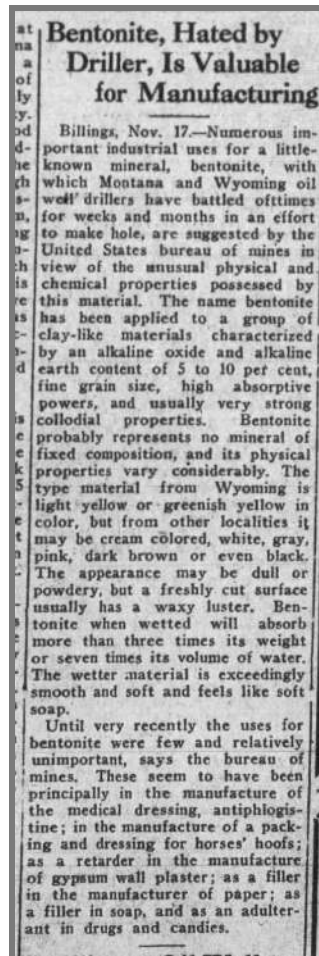 Bentonite, Hated by
Driller, Is Valuable
for Manufacturing
Billings, Nov. 17.—Numerous im-
portant industrial uses for a little-
known mineral, bentonite, with
which Montana and Wyoming oil
well drillers have battled ofttimes
for weeks and months in an effort
to make hole, are suggested by the
United States bureau of mines in
view of the unusual physical and
chemical properties possessed by
this material. The name bentonite
has been applied to a group of
clay-like materials characterized
by an alkaline oxide and alkaline
earth content of 5 to 10 per cent,
fine grain size, high absorptive
powers, and usually very strong
collodial properties. Bentonite
probably represents no mineral of
fixed composition, and its physical
properties vary considerably. The
type material from Wyoming is
light yellow or greenish yellow in
color, but from other localities it
may be cream colored, white, gray,
pink, dark brown or even black.
The appearance may be dull or
powdery, but a freshly cut surface
usually has a waxy luster. Ben-
tonite when wetted will absorb
more than three times its weight
or seven times its volume of water.
The wetter material is exceedingly
smooth and soft and feels like soft
soap.
Until very recently the uses for
bentonite were few and relatively
unimportant, says the bureau of
mines. These seem to have been
principally in the manufacture of
the medical dressing, antiphlogis-
tine; in the manufacture of a pack-
ing and dressing for horses' hoofs;
as a retarder in the manufacture
of gypsum wall plaster; as a filler
in the manufacturer of paper; as
a filler in soap, and as an adulter-
ant in drugs and candies.